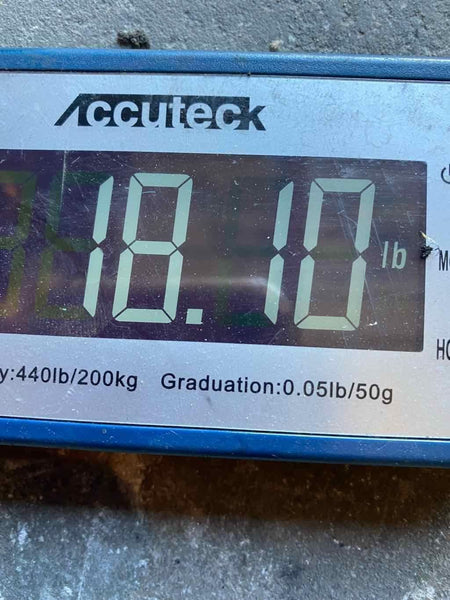 Accuteck
18.10 lb
y:440lb/200kg Graduation:0.05lb/50g